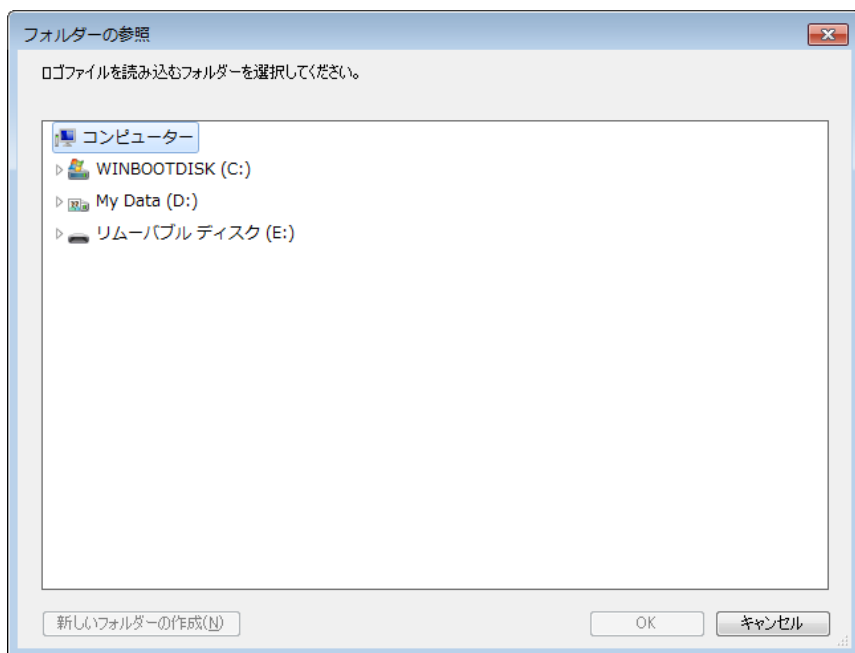 フォルダーの参照
ロゴファイルを読み込むフォルダーを選択してください。
コンピューター
WINBOOTDISK (C:)
My Data (D:)
リムーバブル ディスク (E:)
新しいフォルダーの作成(N)
OK
キャンセル